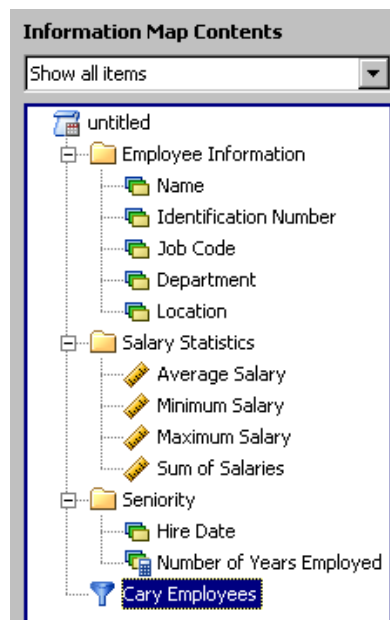 Information Map Contents
Show all items
untitled
Employee Information
Name
Identification Number
Job Code
Department
Location
Salary Statistics
Average Salary
Minimum Salary
Maximum Salary
Sum of Salaries
Seniority
Hire Date
Number of Years Employed
Cary Employees